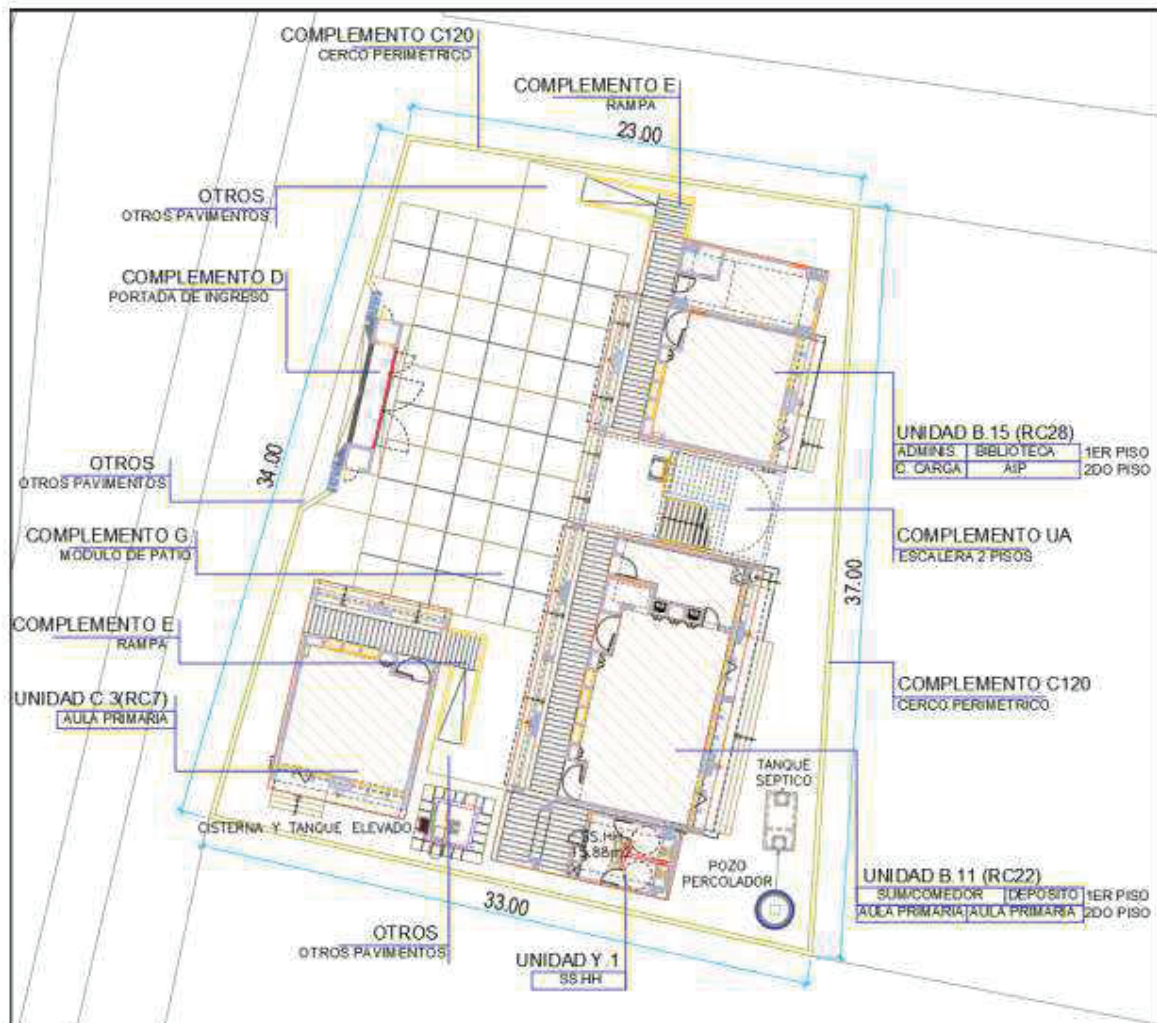 COMPLEMENTO C120
CERCO PERIMETRICO
COMPLEMENTO E
RAMPA
23.00
OTROS
OTROS PAVIMENTOS
COMPLEMENTO D
PORTADA DE INGRESO
UNIDAD B.15 (RC28)
ADMINIS. BIBLIOTECA 1ER PISO
C. CARGA AIP 2DO PISO
OTROS
OTROS PAVIMENTOS
34.00
COMPLEMENTO G
MODULO DE PATIO
COMPLEMENTO UA
ESCALERA 2 PISOS
37.00
COMPLEMENTO E
RAMPA
UNIDAD C 3(RC7)
AULA PRIMARIA
COMPLEMENTO C120
CERCO PERIMETRICO
TANQUE
SEPTICO
CISTERNA Y TANQUE ELEVADO
SS.HH
POZO
PERCOLADOR
UNIDAD B.11 (RC22)
SUM/COMEDOR DEPOSITO 1ER PISO
AULA PRIMARIA AULA PRIMARIA 2DO PISO
33.00
OTROS
OTROS PAVIMENTOS
UNIDAD Y.1
SS.HH